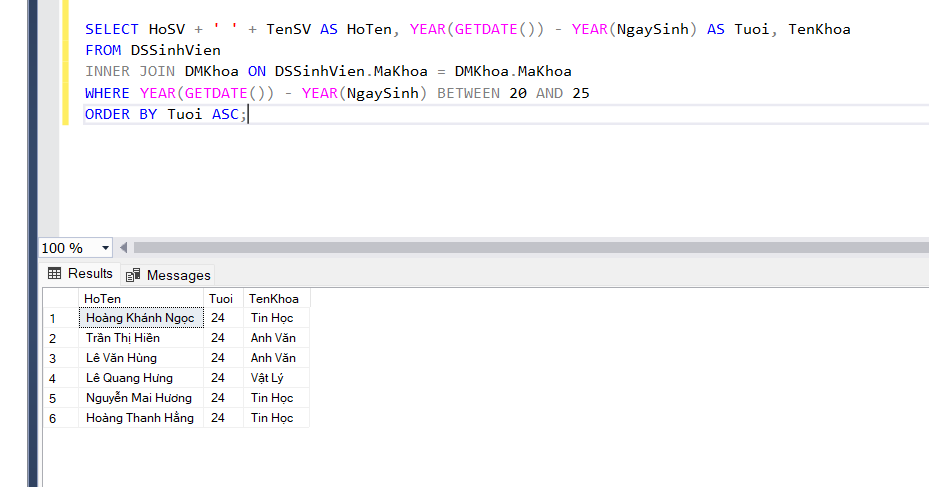 SELECT HoSV + ' ' + TenSV AS HoTen, YEAR(GETDATE()) - YEAR(NgaySinh) AS Tuoi, TenKhoa
FROM DSSinhVien
INNER JOIN DMKhoa ON DSSinhVien.MaKhoa = DMKhoa.MaKhoa
WHERE YEAR(GETDATE()) - YEAR(NgaySinh) BETWEEN 20 AND 25
ORDER BY Tuoi ASC;
100 %
Results Messages
HoTen Tuoi TenKhoa
1 Hoàng Khánh Ngọc 24 Tin Học
2 Trần Thị Hiền 24 Anh Văn
3 Lê Văn Hùng 24 Anh Văn
4 Lê Quang Hưng 24 Vật Lý
5 Nguyễn Mai Hương 24 Tin Học
6 Hoàng Thanh Hằng 24 Tin Học